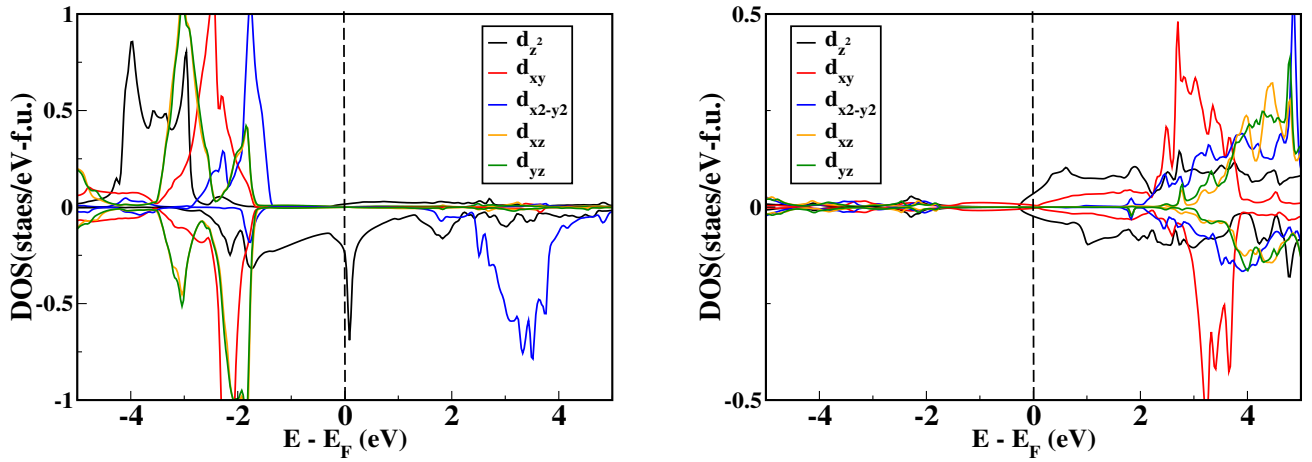 1
0.5
0
-0.5
-1
-4
-2
0
2
4
DOS(staes/eV-f.u.)
E - E_F (eV)
d_z²
d_xy
d_x2-y2
d_xz
d_yz
0.5
0
-0.5
-4
-2
0
2
4
DOS(staes/eV-f.u.)
E - E_F (eV)
d_z²
d_xy
d_x2-y2
d_xz
d_yz